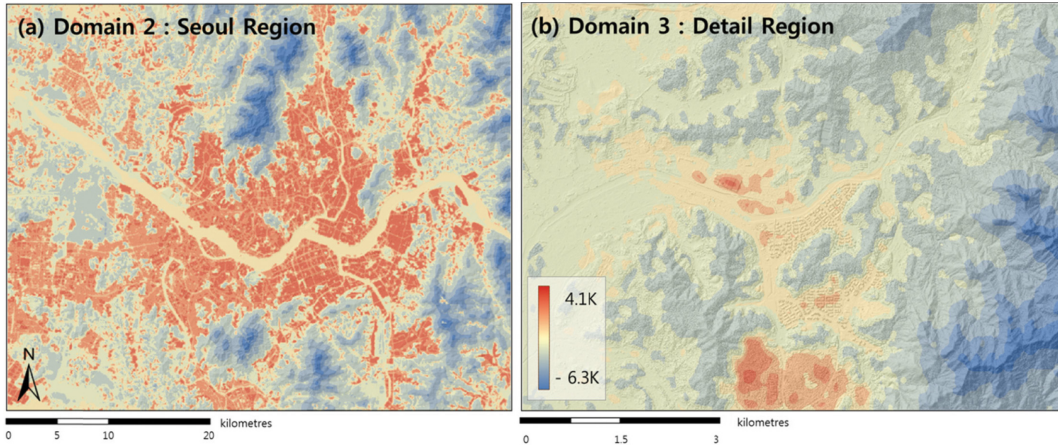 (a) Domain 2 : Seoul Region
(b) Domain 3 : Detail Region
4.1K
- 6.3K
N
kilometres
0 5 10 20
kilometres
0 1.5 3